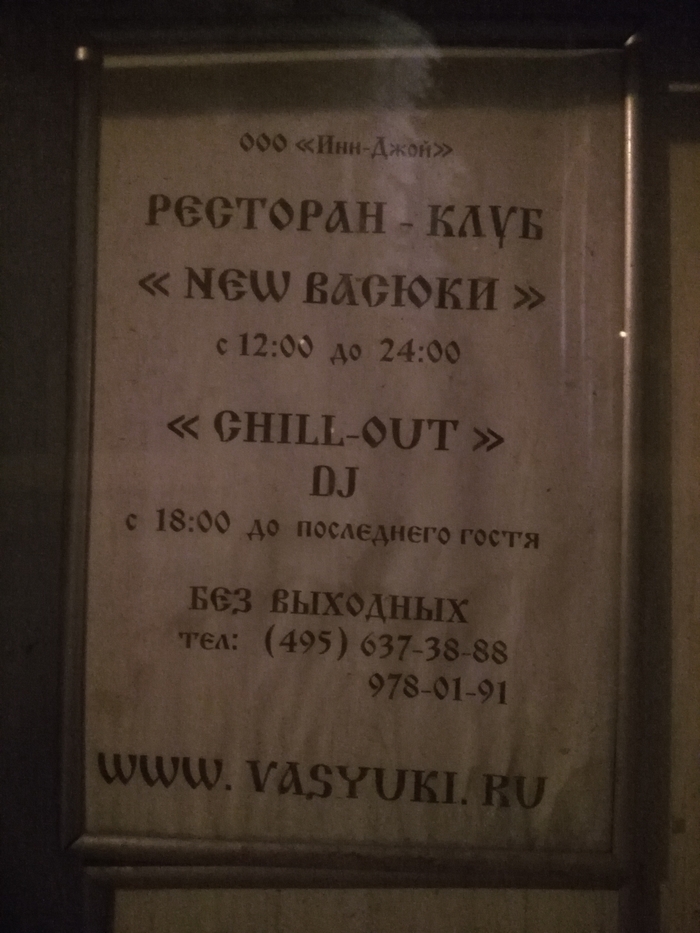 ООО «Инн-Джой»
РЕСТОРАН - КЛУБ
« NEW ВАСЮКИ »
с 12:00 до 24:00
« CHILL-OUT »
DJ
с 18:00 до последнего гостя
БЕЗ ВЫХОДНЫХ
тел: (495) 637-38-88
978-01-91
WWW. VASYUKI. RU